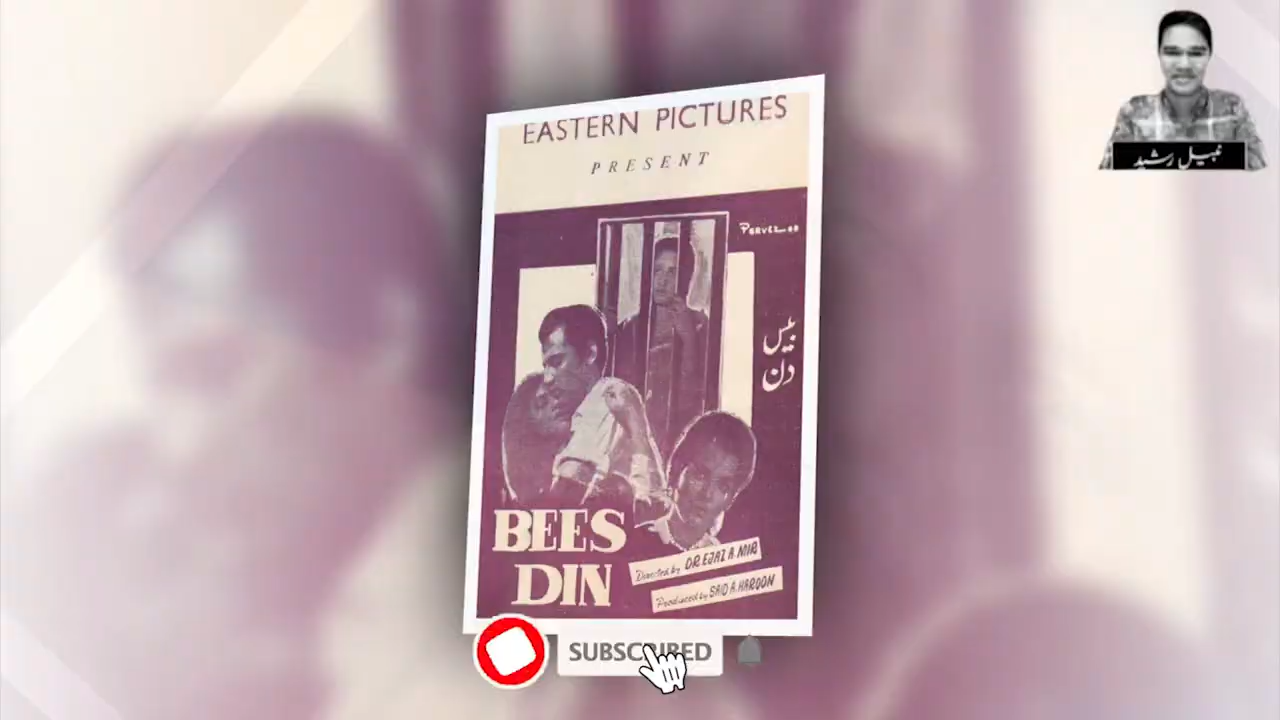 EASTERN PICTURES
PRESENT
PERVEZ
بیس
دن
BEES
DIN
Directed by DR EJAZ A. MIR
Produced by SAID A. HAROON
SUBSCRIBED
نبیل رشید